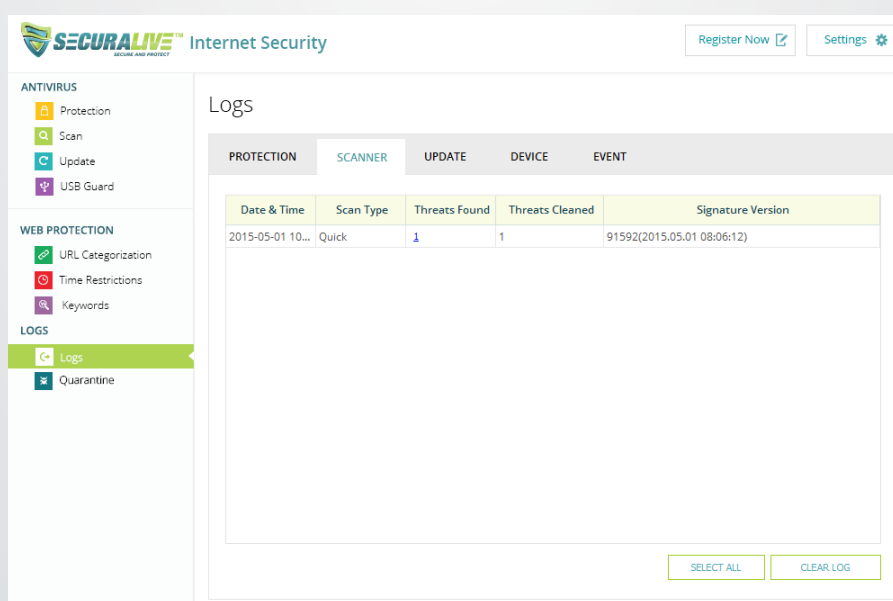 SECURALIVE™ Internet Security
SECURE AND PROTECT
Register Now
Settings
ANTIVIRUS
Protection
Scan
Update
USB Guard
WEB PROTECTION
URL Categorization
Time Restrictions
Keywords
LOGS
Logs
Quarantine
Logs
PROTECTION SCANNER UPDATE DEVICE EVENT
Date & Time Scan Type Threats Found Threats Cleaned Signature Version
2015-05-01 10... Quick 1 1 91592(2015.05.01 08:06:12)
SELECT ALL CLEAR LOG